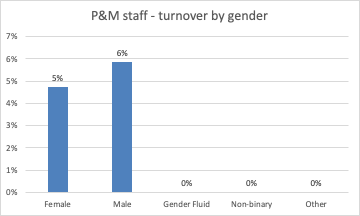 P&M staff - turnover by gender
7%
6%
5%
4%
3%
2%
1%
0%
5%
6%
0%
0%
0%
Female
Male
Gender Fluid
Non-binary
Other